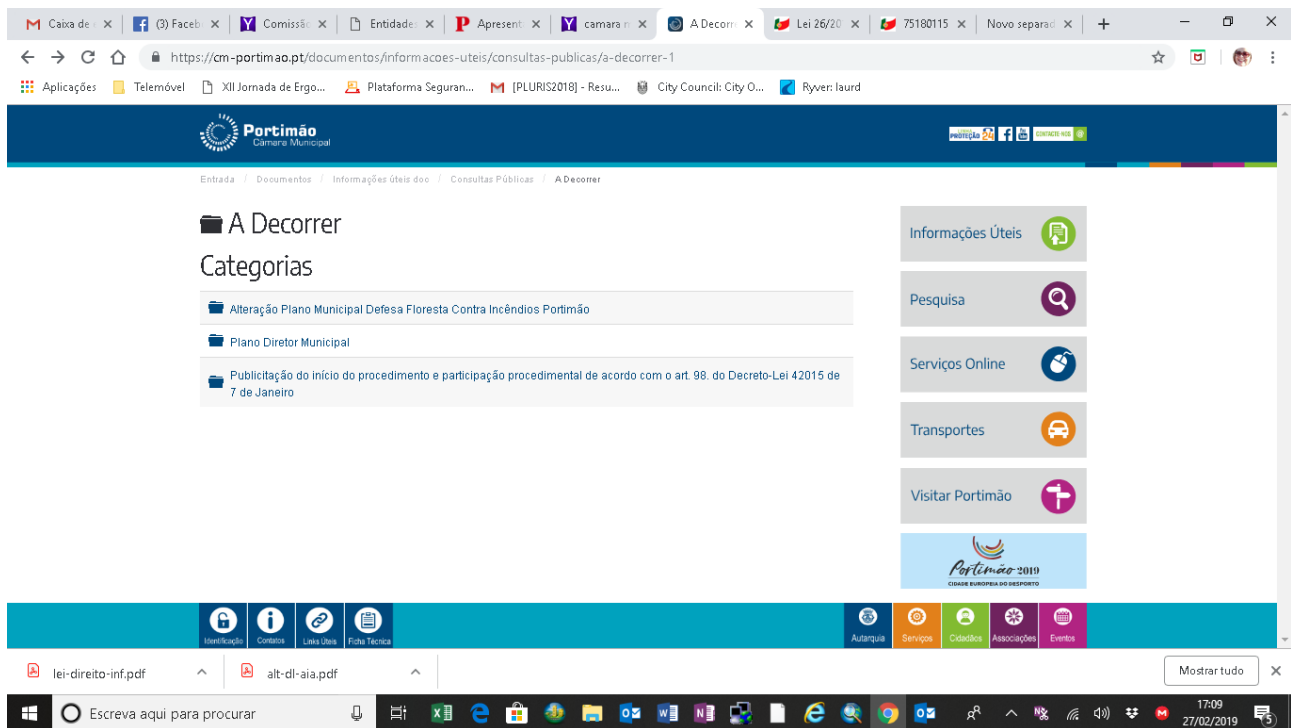 Caixa de
(3) Faceb
Comissã
Entidade
Apresent
camara
A Decorr
Lei 26/20
75180115
Novo separad
https://cm-portimao.pt/documentos/informacoes-uteis/consultas-publicas/a-decorrer-1
Aplicações
Telemóvel
XII Jornada de Ergo...
Plataforma Seguran...
[PLURIS2018] - Resu...
City Council: City O...
Ryver: laurd
Portimão
Câmara Municipal
PROTEÇÃO 24
CONTACTE-NOS
Entrada / Documentos / Informações úteis doc / Consultas Públicas / A Decorrer
A Decorrer
Categorias
Alteração Plano Municipal Defesa Floresta Contra Incêndios Portimão
Plano Diretor Municipal
Publicitação do início do procedimento e participação procedimental de acordo com o art. 98. do Decreto-Lei 42015 de
7 de Janeiro
Informações Úteis
Pesquisa
Serviços Online
Transportes
Visitar Portimão
Portimão 2019
CIDADE EUROPEIA DO DESPORTO
Identificação
Contatos
Links Úteis
Ficha Técnica
Autarquia
Serviços
Cidadãos
Associações
Eventos
lei-direito-inf.pdf
alt-dl-aia.pdf
Mostrar tudo
Escreva aqui para procurar
17:09
27/02/2019